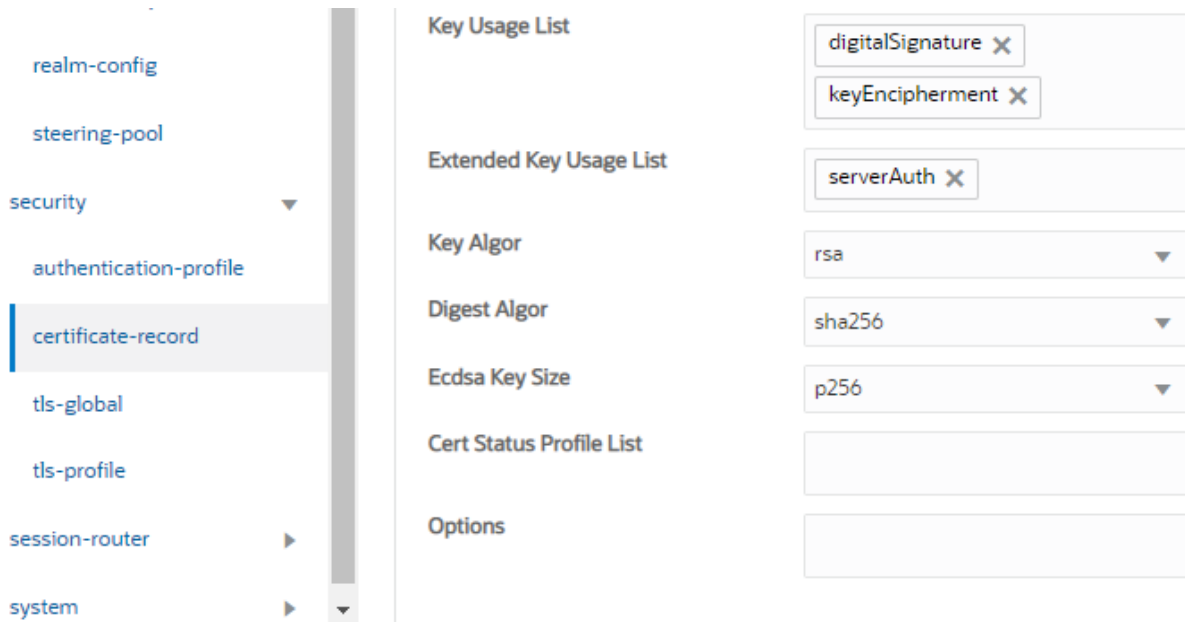 realm-config
steering-pool
security
authentication-profile
certificate-record
tls-global
tls-profile
session-router
system
Key Usage List
digitalSignature
keyEncipherment
Extended Key Usage List
serverAuth
Key Algor
rsa
Digest Algor
sha256
Ecdsa Key Size
p256
Cert Status Profile List
Options